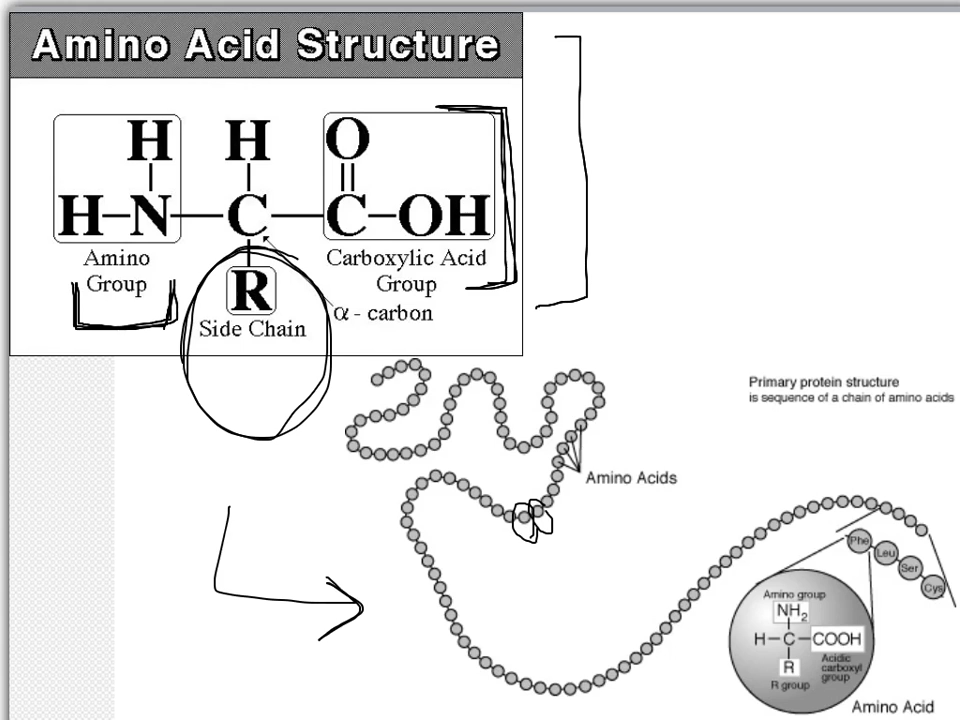 Amino Acid Structure
H H O
H–N–C–C–OH
Amino
Group
Carboxylic Acid
Group
R
α - carbon
Side Chain
Primary protein structure
is sequence of a chain of amino acids
Amino Acids
Phe
Leu
Ser
Cys
Amino group
NH2
H–C–COOH
R
Acidic
carboxyl
group
R group
Amino Acid